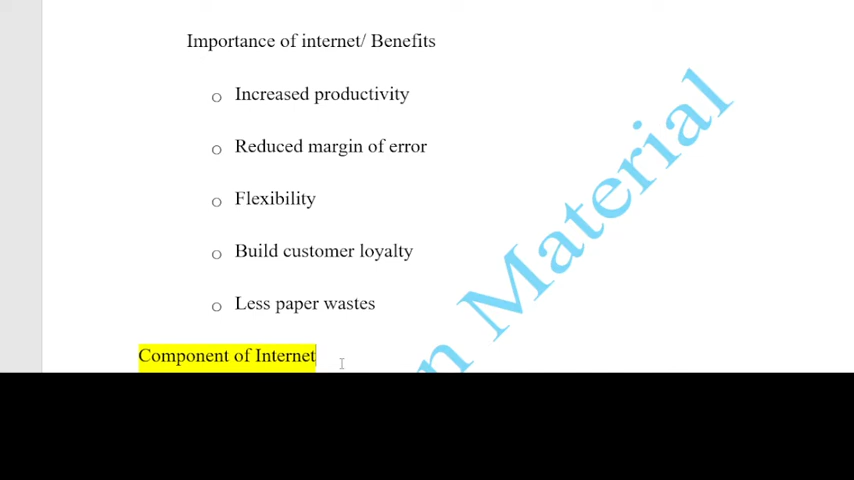 Importance of internet/ Benefits
o Increased productivity
o Reduced margin of error
o Flexibility
o Build customer loyalty
o Less paper wastes
Component of Internet
Material